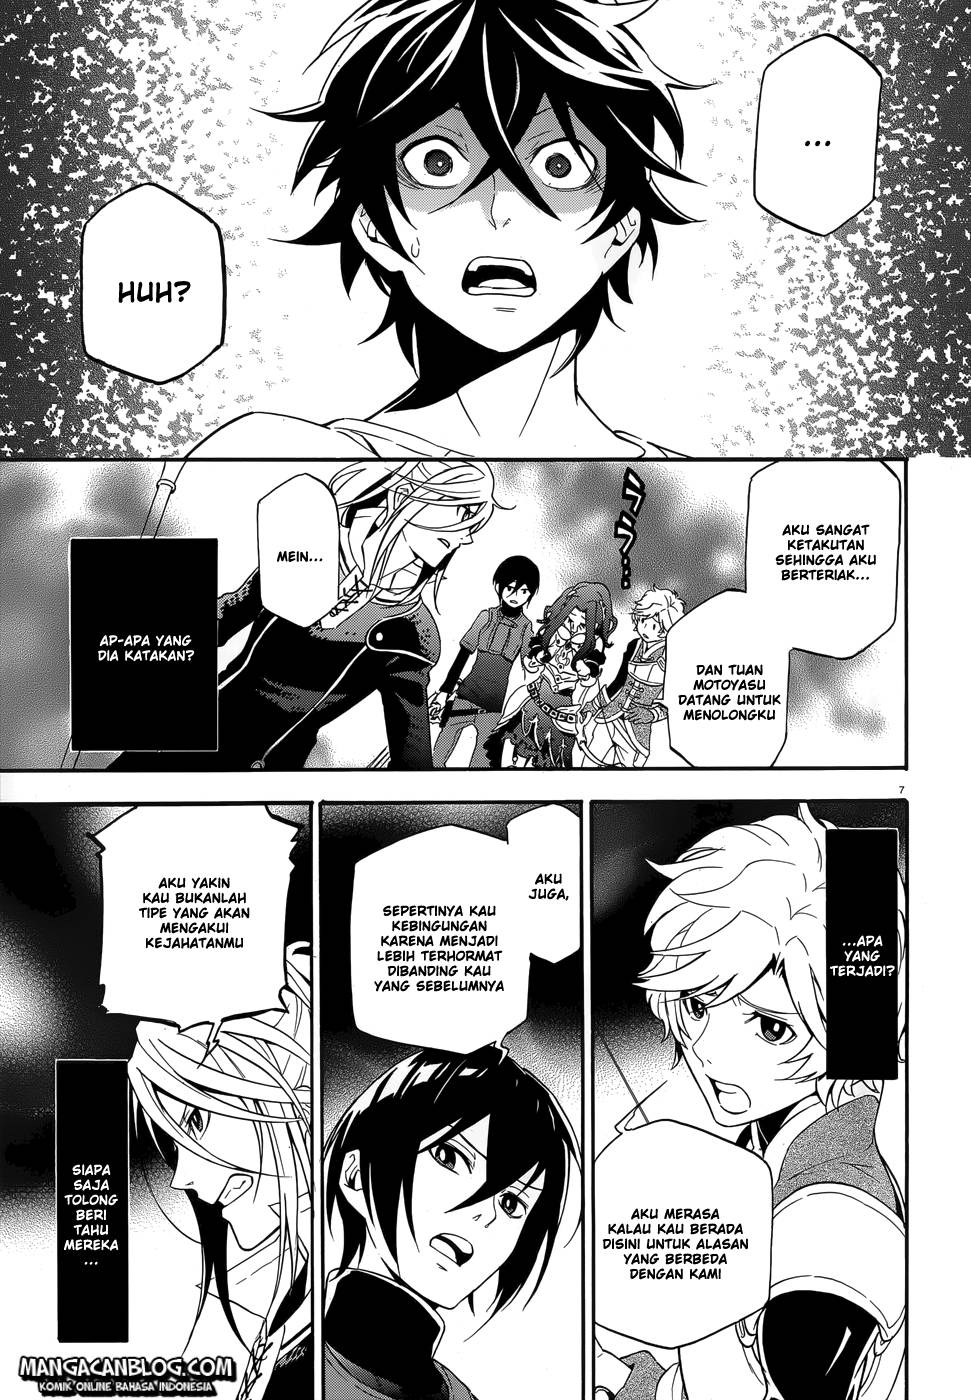 ...
HUH?
AKU SANGAT
KETAKUTAN
SEHINGGA AKU
BERTERIAK...
DAN TUAN
MOTOYASU
DATANG UNTUK
MENOLONGKU
MEIN...
AP-APA YANG
DIA KATAKAN?
7
...APA
YANG
TERJADI?
AKU MERASA
KALAU KAU BERADA
DISINI UNTUK ALASAN
YANG BERBEDA
DENGAN KAMI
AKU
JUGA,
SEPERTINYA KAU
KEBINGUNGAN
KARENA MENJADI
LEBIH TERHORMAT
DIBANDING KAU
YANG SEBELUMNYA
AKU YAKIN
KAU BUKANLAH
TIPE YANG AKAN
MENGAKUI
KEJAHATANMU
SIAPA
SAJA
TOLONG
BERI
TAHU
MEREKA
...
MANGACANBLOG.COM
KOMIK ONLINE BAHASA INDONESIA